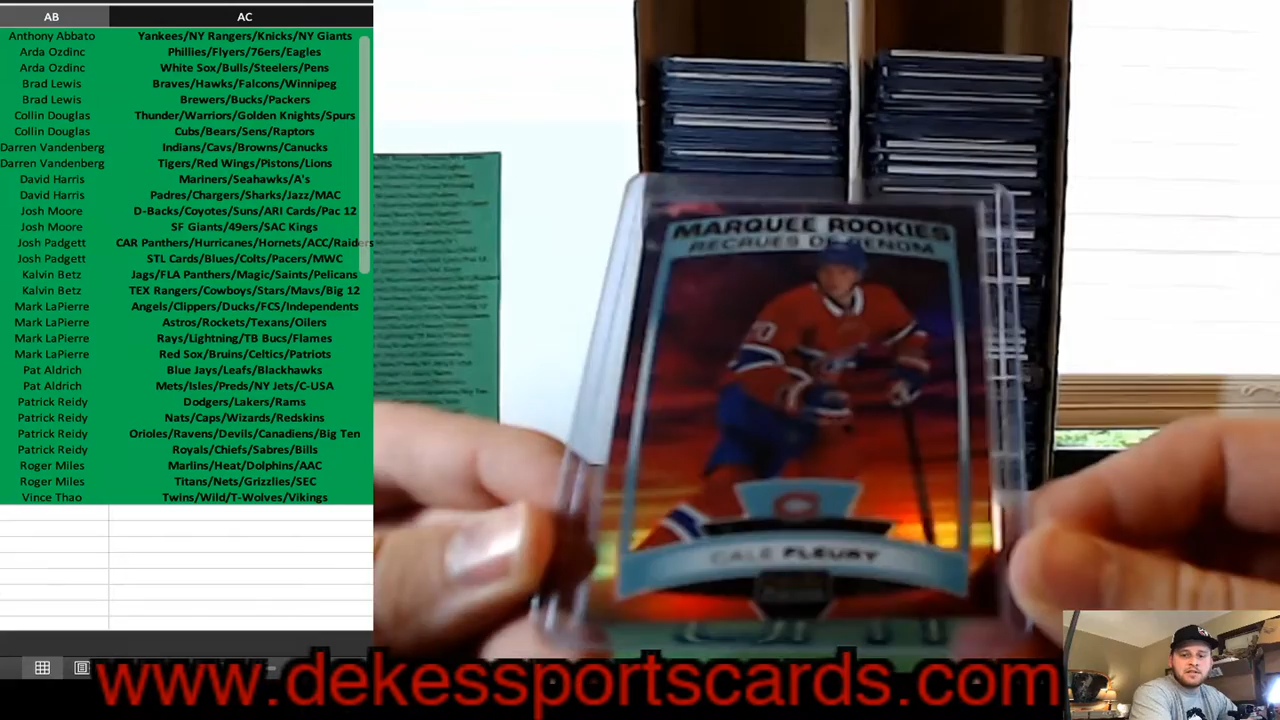 AB AC
Anthony Abbato Yankees/NY Rangers/Knicks/NY Giants
Arda Ozdinc Phillies/Flyers/76ers/Eagles
Arda Ozdinc White Sox/Bulls/Steelers/Pens
Brad Lewis Braves/Hawks/Falcons/Winnipeg
Brad Lewis Brewers/Bucks/Packers
Collin Douglas Thunder/Warriors/Golden Knights/Spurs
Collin Douglas Cubs/Bears/Sens/Raptors
Darren Vandenberg Indians/Cavs/Browns/Canucks
Darren Vandenberg Tigers/Red Wings/Pistons/Lions
David Harris Mariners/Seahawks/A's
David Harris Padres/Chargers/Sharks/Jazz/MAC
Josh Moore D-Backs/Coyotes/Suns/ARI Cards/Pac 12
Josh Moore SF Giants/49ers/SAC Kings
Josh Padgett CAR Panthers/Hurricanes/Hornets/ACC/Raiders
Josh Padgett STL Cards/Blues/Colts/Pacers/MWC
Kalvin Betz Jags/FLA Panthers/Magic/Saints/Pelicans
Kalvin Betz TEX Rangers/Cowboys/Stars/Mavs/Big 12
Mark LaPierre Angels/Clippers/Ducks/FCS/Independents
Mark LaPierre Astros/Rockets/Texans/Oilers
Mark LaPierre Rays/Lightning/TB Bucs/Flames
Mark LaPierre Red Sox/Bruins/Celtics/Patriots
Pat Aldrich Blue Jays/Leafs/Blackhawks
Pat Aldrich Mets/Isles/Preds/NY Jets/C-USA
Patrick Reidy Dodgers/Lakers/Rams
Patrick Reidy Nats/Caps/Wizards/Redskins
Patrick Reidy Orioles/Ravens/Devils/Canadiens/Big Ten
Patrick Reidy Royals/Chiefs/Sabres/Bills
Roger Miles Marlins/Heat/Dolphins/AAC
Roger Miles Titans/Nets/Grizzlies/SEC
Vince Thao Twins/Wild/T-Wolves/Vikings
MARQUEE ROOKIES
RECRUES DE RENOM
CALE FLEURY
www.dekessportscards.com